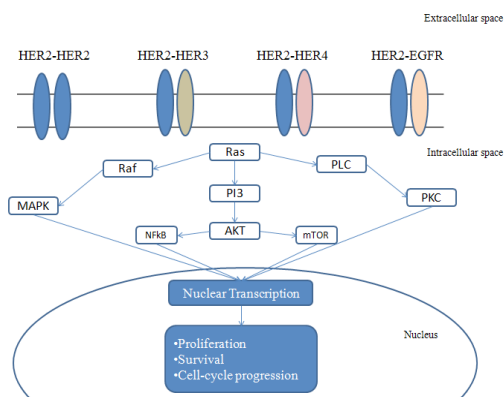 Extracellular space
HER2-HER2
HER2-HER3
HER2-HER4
HER2-EGFR
Intracellular space
Ras
Raf
PLC
PI3
PKC
MAPK
NFkB
AKT
mTOR
Nuclear Transcription
Nucleus
•Proliferation
•Survival
•Cell-cycle progression